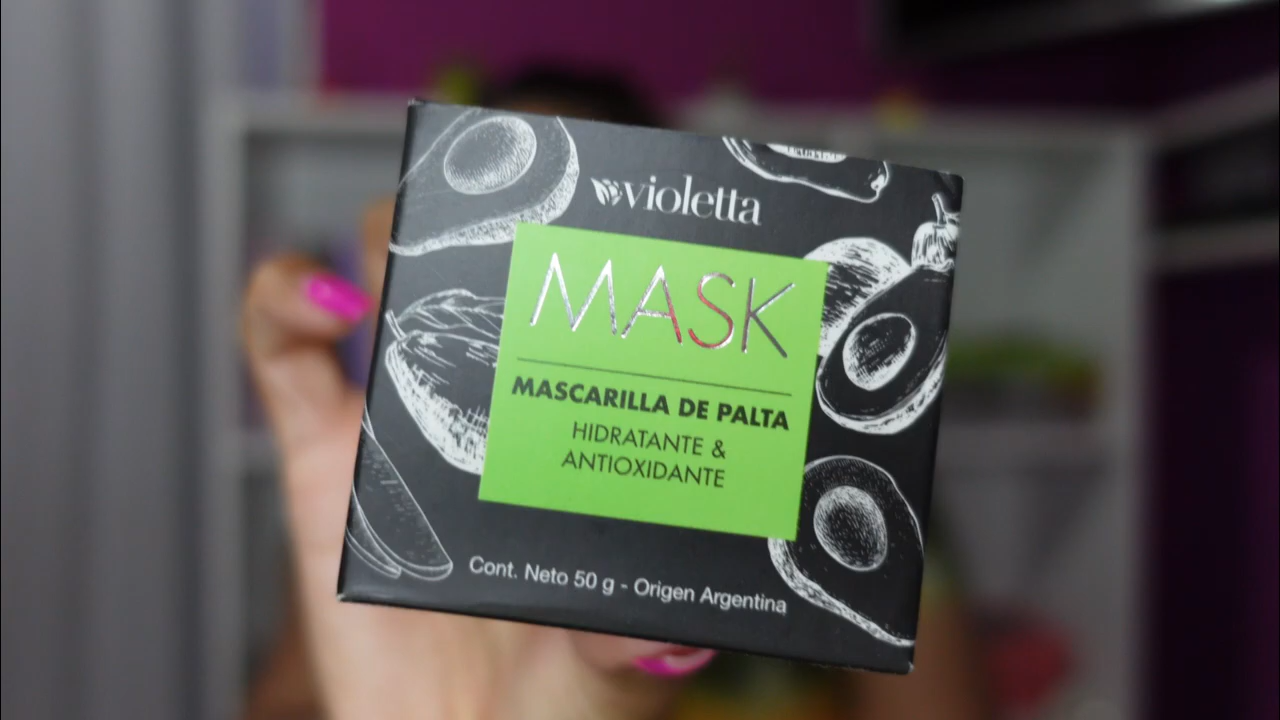 violetta
MASK
MASCARILLA DE PALTA
HIDRATANTE &
ANTIOXIDANTE
Cont. Neto 50 g - Origen Argentina